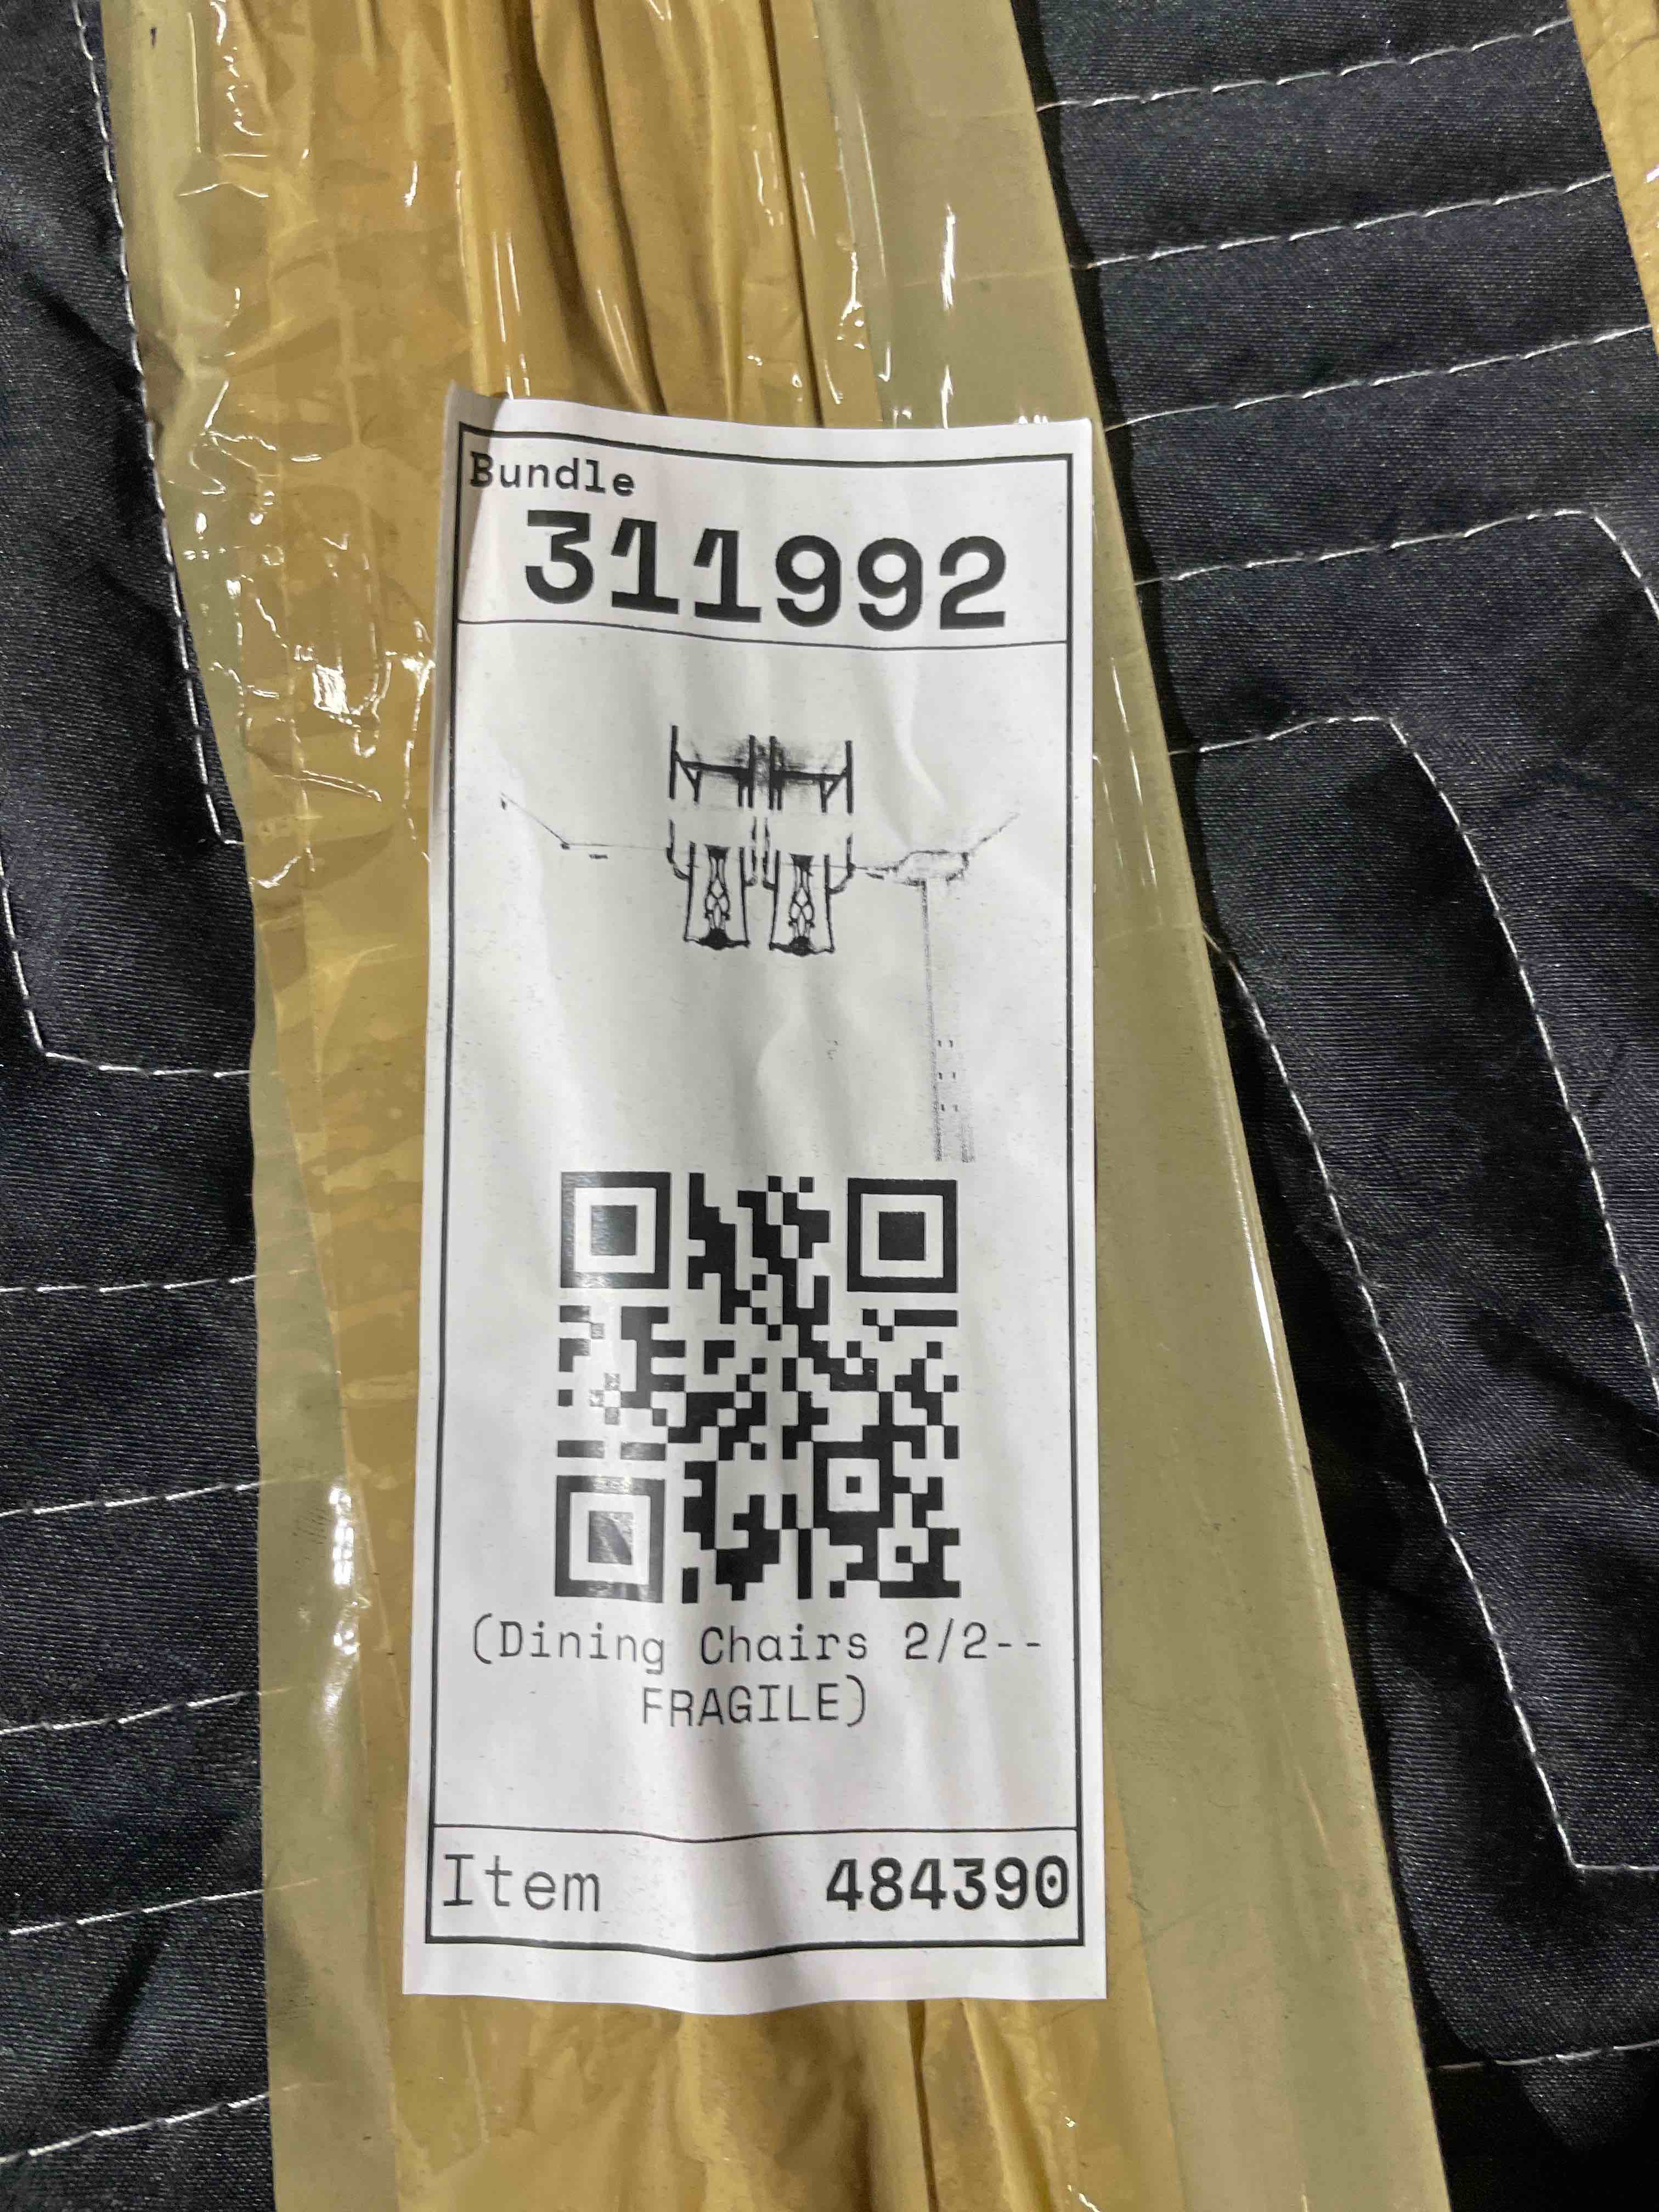 Bundle
311992
(Dining Chairs 2/2--
FRAGILE)
Item 484390